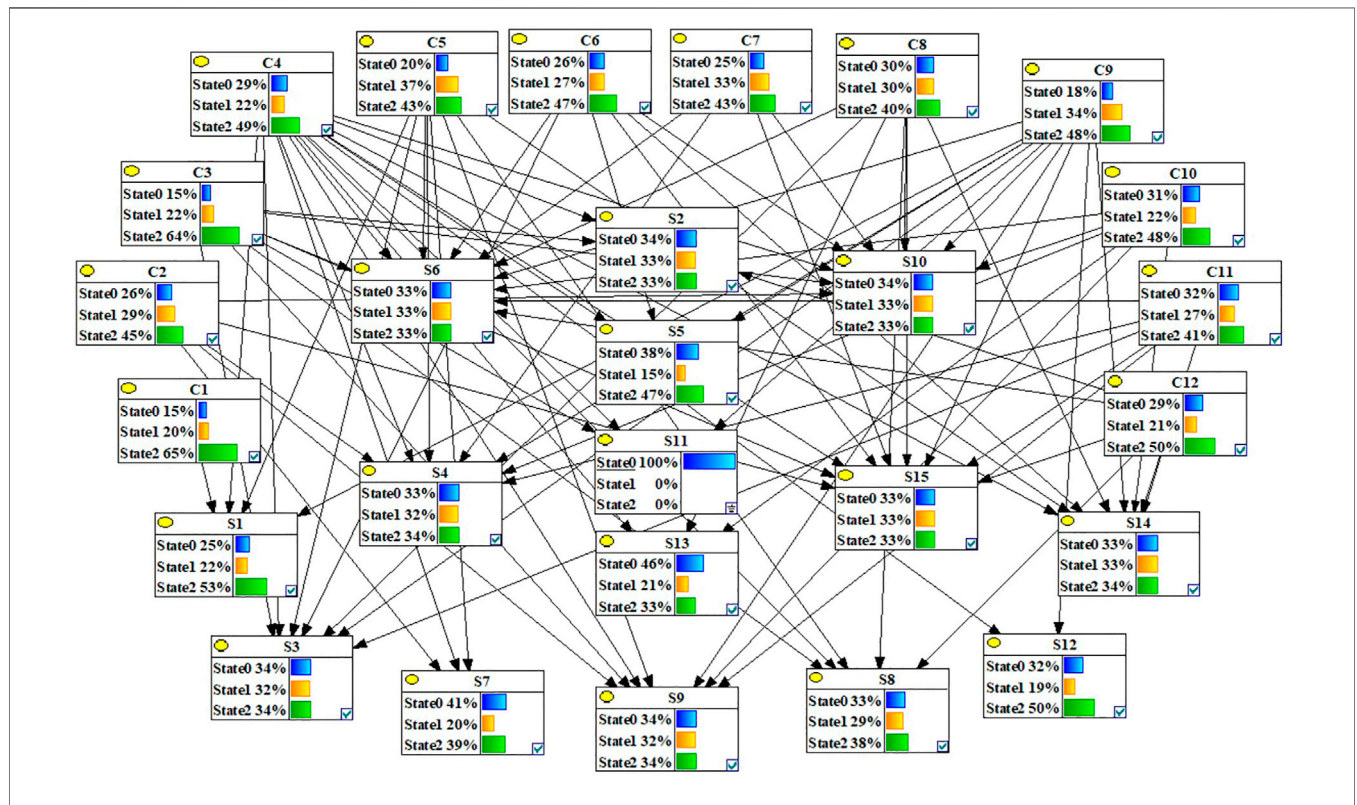 C4
State0 29%
State1 22%
State2 49%
C5
State0 20%
State1 37%
State2 43%
C6
State0 26%
State1 27%
State2 47%
C7
State0 25%
State1 33%
State2 43%
C8
State0 30%
State1 30%
State2 40%
C9
State0 18%
State1 34%
State2 48%
C3
State0 15%
State1 22%
State2 64%
C10
State0 31%
State1 22%
State2 48%
S2
State0 34%
State1 33%
State2 33%
C2
State0 26%
State1 29%
State2 45%
S6
State0 33%
State1 33%
State2 33%
S10
State0 34%
State1 33%
State2 33%
C11
State0 32%
State1 27%
State2 41%
S5
State0 38%
State1 15%
State2 47%
C1
State0 15%
State1 20%
State2 65%
C12
State0 29%
State1 21%
State2 50%
S11
State0 100%
State1 0%
State2 0%
S4
State0 33%
State1 32%
State2 34%
S15
State0 33%
State1 33%
State2 33%
S1
State0 25%
State1 22%
State2 53%
S13
State0 46%
State1 21%
State2 33%
S14
State0 33%
State1 33%
State2 34%
S3
State0 34%
State1 32%
State2 34%
S7
State0 41%
State1 20%
State2 39%
S9
State0 34%
State1 32%
State2 34%
S8
State0 33%
State1 29%
State2 38%
S12
State0 32%
State1 19%
State2 50%